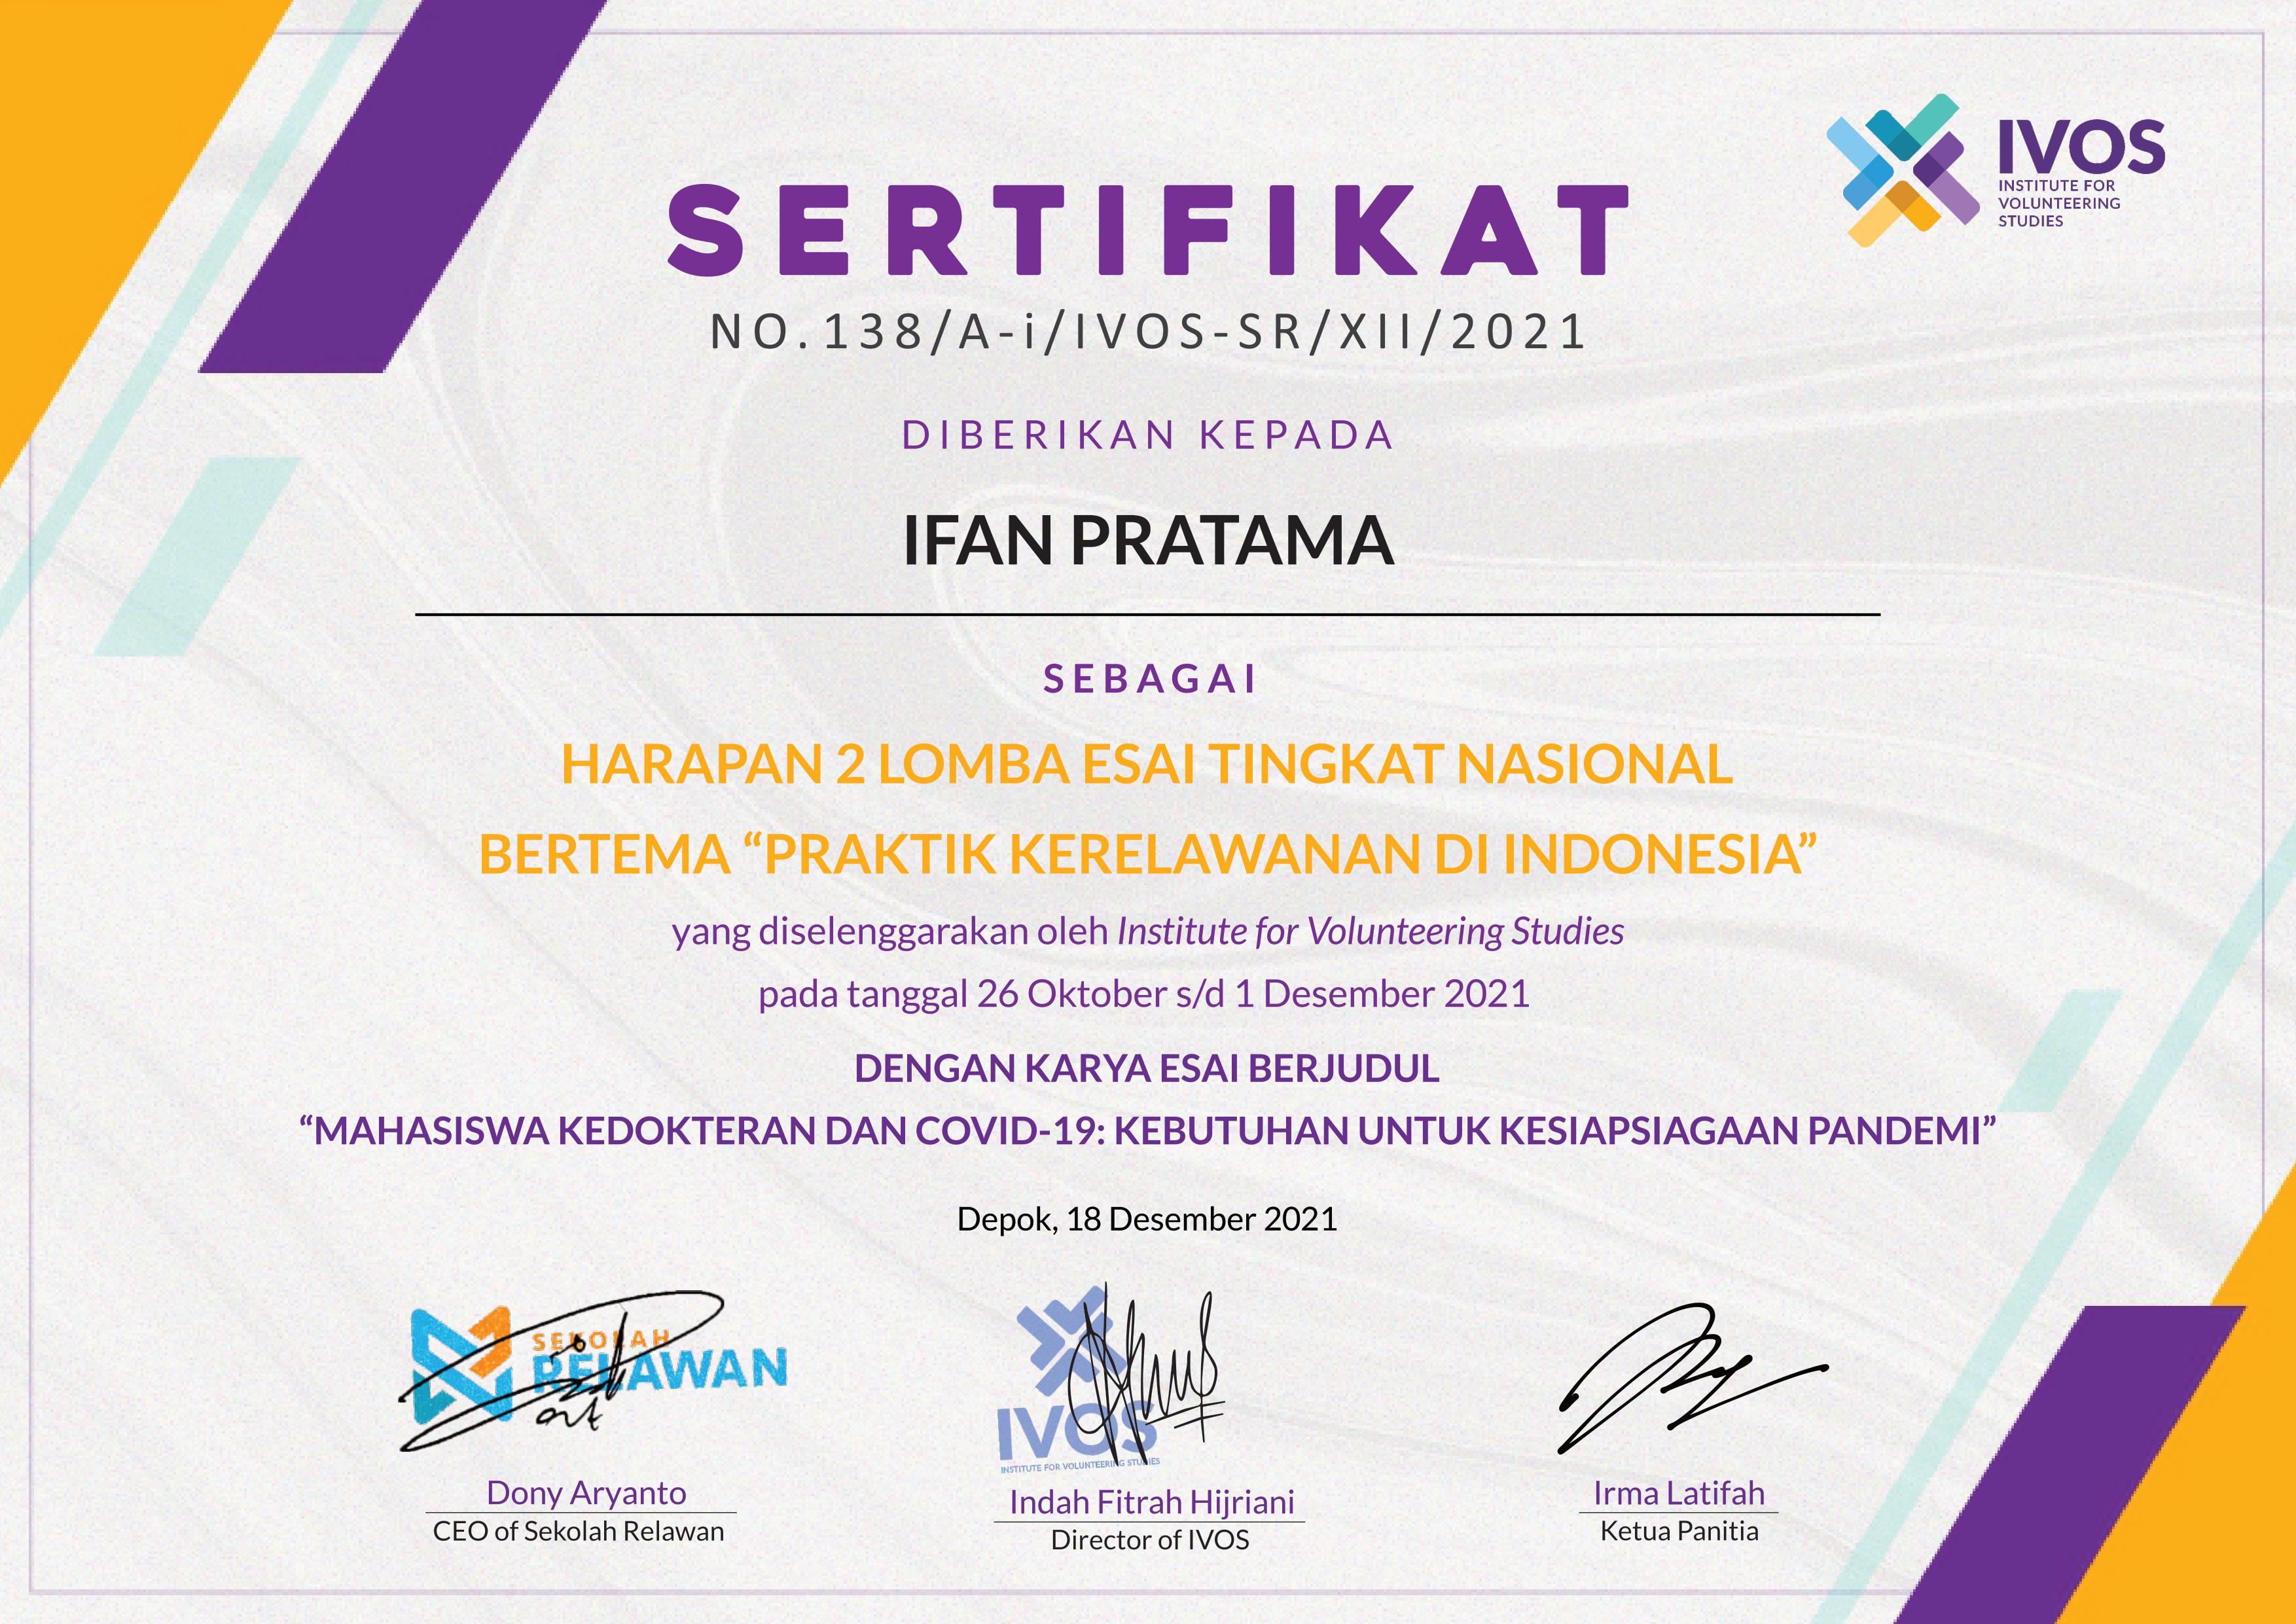 IVOS
INSTITUTE FOR
VOLUNTEERING
STUDIES
SERTIFIKAT
NO.138/A-i/IVOS-SR/XII/2021
DIBERIKAN KEPADA
IFAN PRATAMA
SEBAGAI
HARAPAN 2 LOMBA ESAI TINGKAT NASIONAL
BERTEMA “PRAKTIK KERELAWANAN DI INDONESIA”
yang diselenggarakan oleh Institute for Volunteering Studies
pada tanggal 26 Oktober s/d 1 Desember 2021
DENGAN KARYA ESAI BERJUDUL
“MAHASISWA KEDOKTERAN DAN COVID-19: KEBUTUHAN UNTUK KESIAPSIAGAAN PANDEMI”
Depok, 18 Desember 2021
SEKOLAH
RELAWAN
IVOS
INSTITUTE FOR VOLUNTEERING STUDIES
Dony Aryanto
CEO of Sekolah Relawan
Indah Fitrah Hijriani
Director of IVOS
Irma Latifah
Ketua Panitia